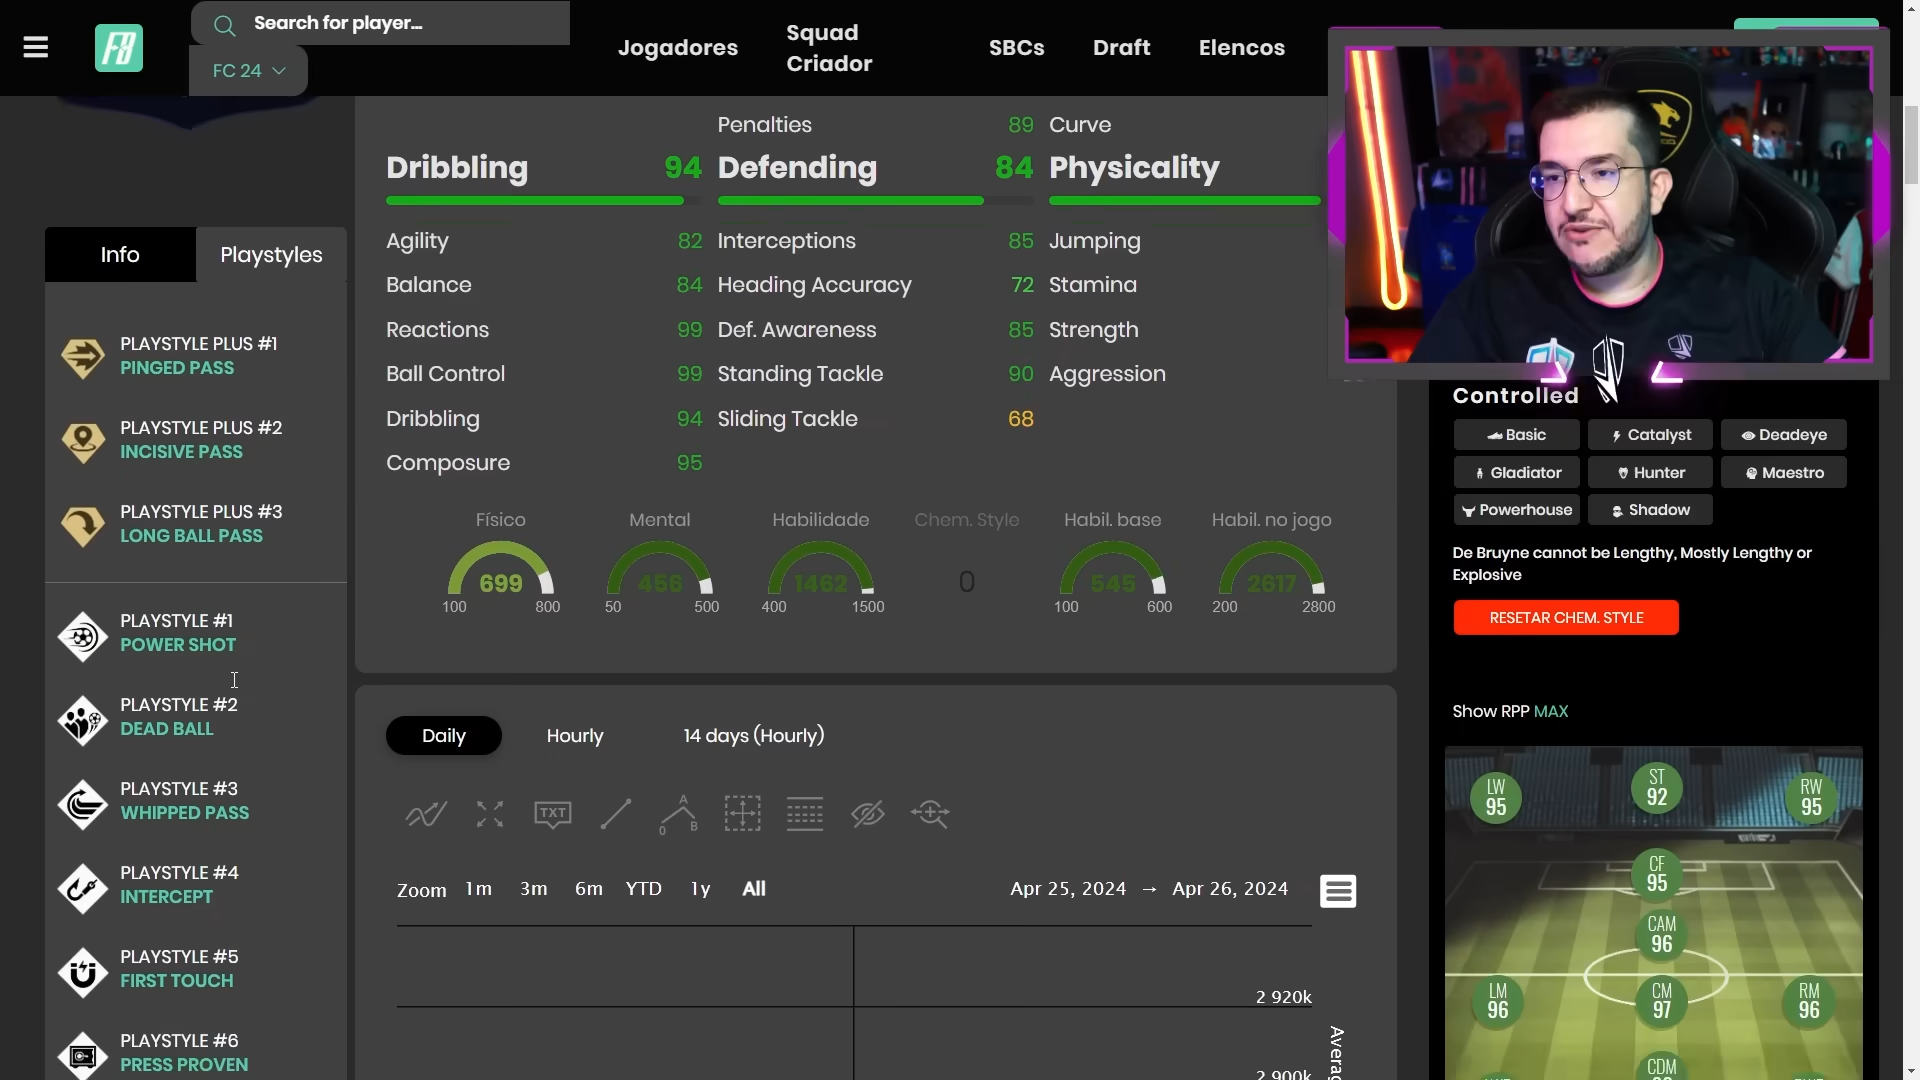 Search for player...
FC 24
Jogadores
Squad
Criador
SBCs
Draft
Elencos
Penalties 89
Curve
Dribbling 94
Defending 84
Physicality
Agility 82
Balance 84
Reactions 99
Ball Control 99
Dribbling 94
Composure 95
Interceptions 85
Heading Accuracy 72
Def. Awareness 85
Standing Tackle 90
Sliding Tackle 68
Jumping
Stamina
Strength
Aggression
Info
Playstyles
PLAYSTYLE PLUS #1
PINGED PASS
PLAYSTYLE PLUS #2
INCISIVE PASS
PLAYSTYLE PLUS #3
LONG BALL PASS
PLAYSTYLE #1
POWER SHOT
PLAYSTYLE #2
DEAD BALL
PLAYSTYLE #3
WHIPPED PASS
PLAYSTYLE #4
INTERCEPT
PLAYSTYLE #5
FIRST TOUCH
PLAYSTYLE #6
PRESS PROVEN
Físico
699
100 800
Mental
456
50 500
Habilidade
1462
400 1500
Chem. Style
0
Habil. base
545
100 600
Habil. no jogo
2617
200 2800
Daily
Hourly
14 days (Hourly)
TXT
A
0 B
Zoom 1m 3m 6m YTD 1y All
Apr 25, 2024 → Apr 26, 2024
2 920k
2 900k
Controlled
Basic
Catalyst
Deadeye
Gladiator
Hunter
Maestro
Powerhouse
Shadow
De Bruyne cannot be Lengthy, Mostly Lengthy or
Explosive
RESETAR CHEM. STYLE
Show RPP MAX
LW
95
ST
92
RW
95
CF
95
CAM
96
LM
96
CM
97
RM
96
CDM